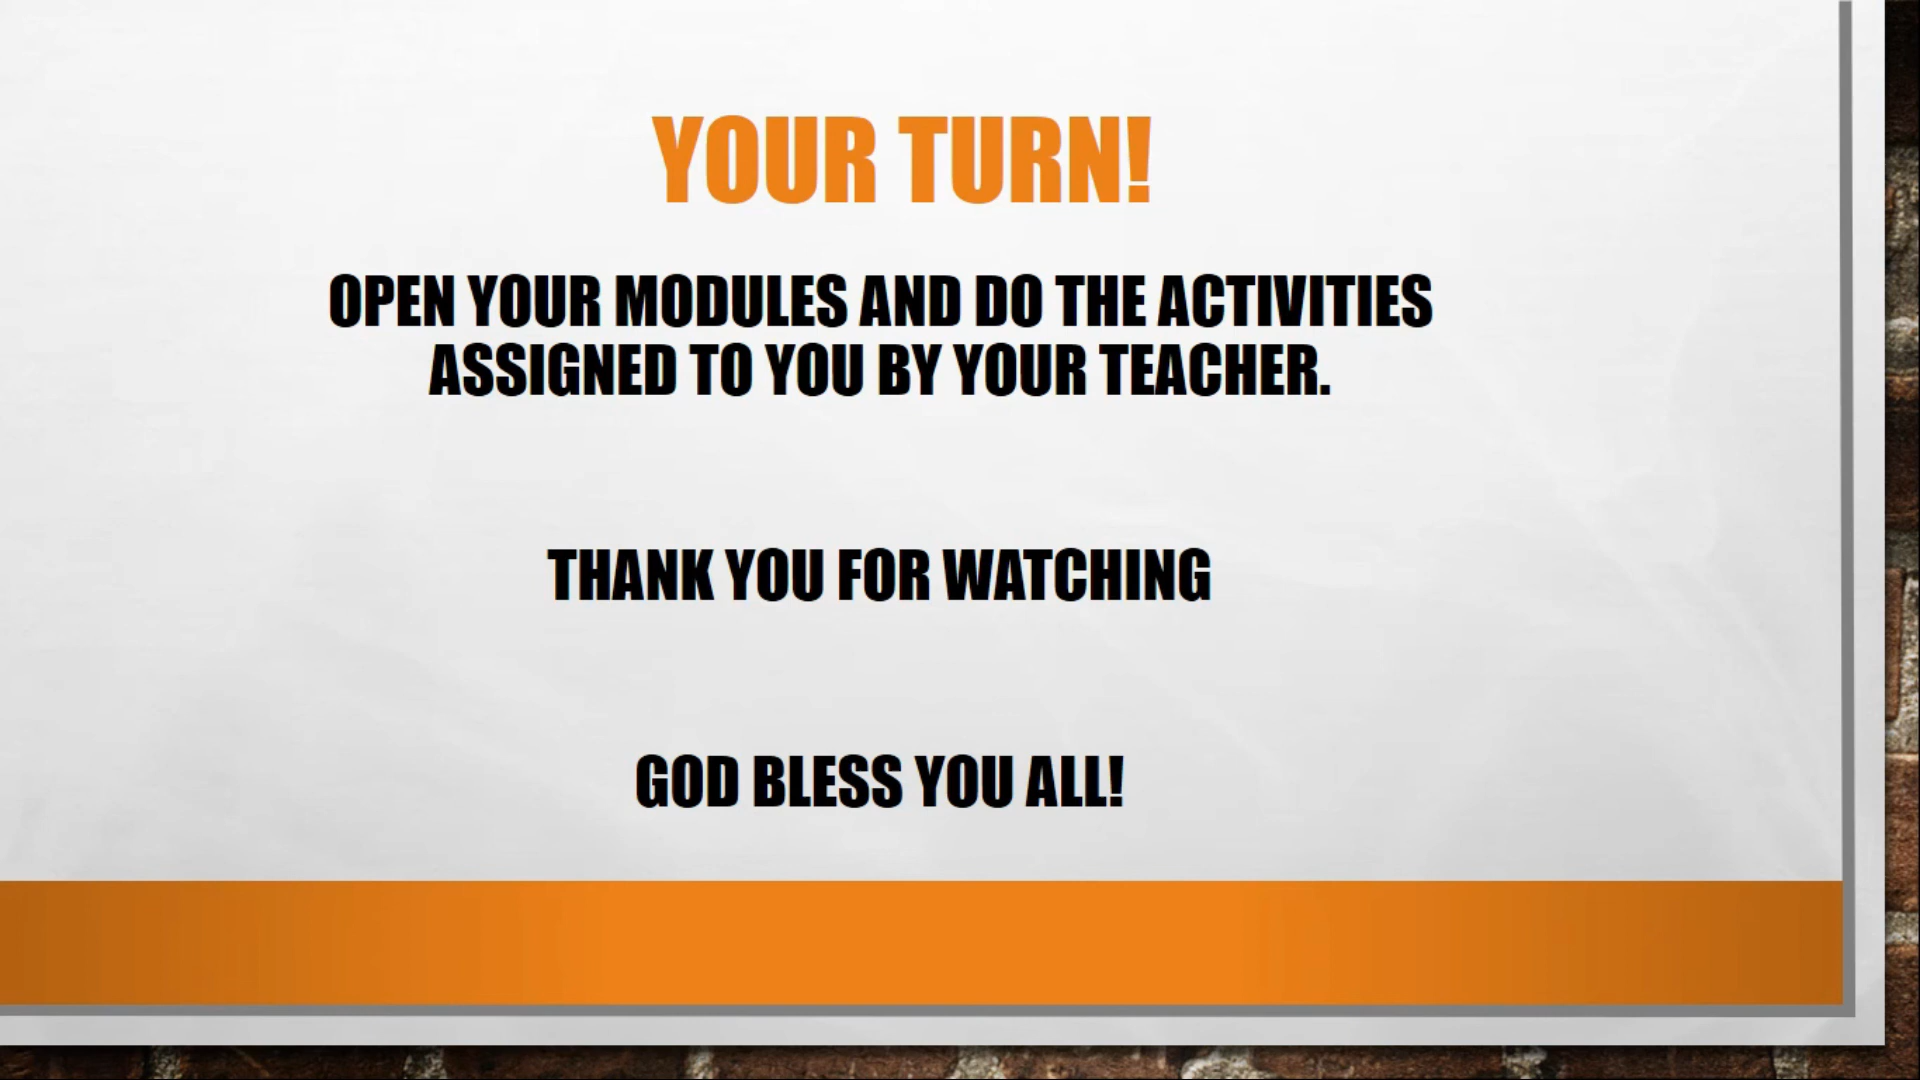 YOUR TURN!
OPEN YOUR MODULES AND DO THE ACTIVITIES
ASSIGNED TO YOU BY YOUR TEACHER.
THANK YOU FOR WATCHING
GOD BLESS YOU ALL!